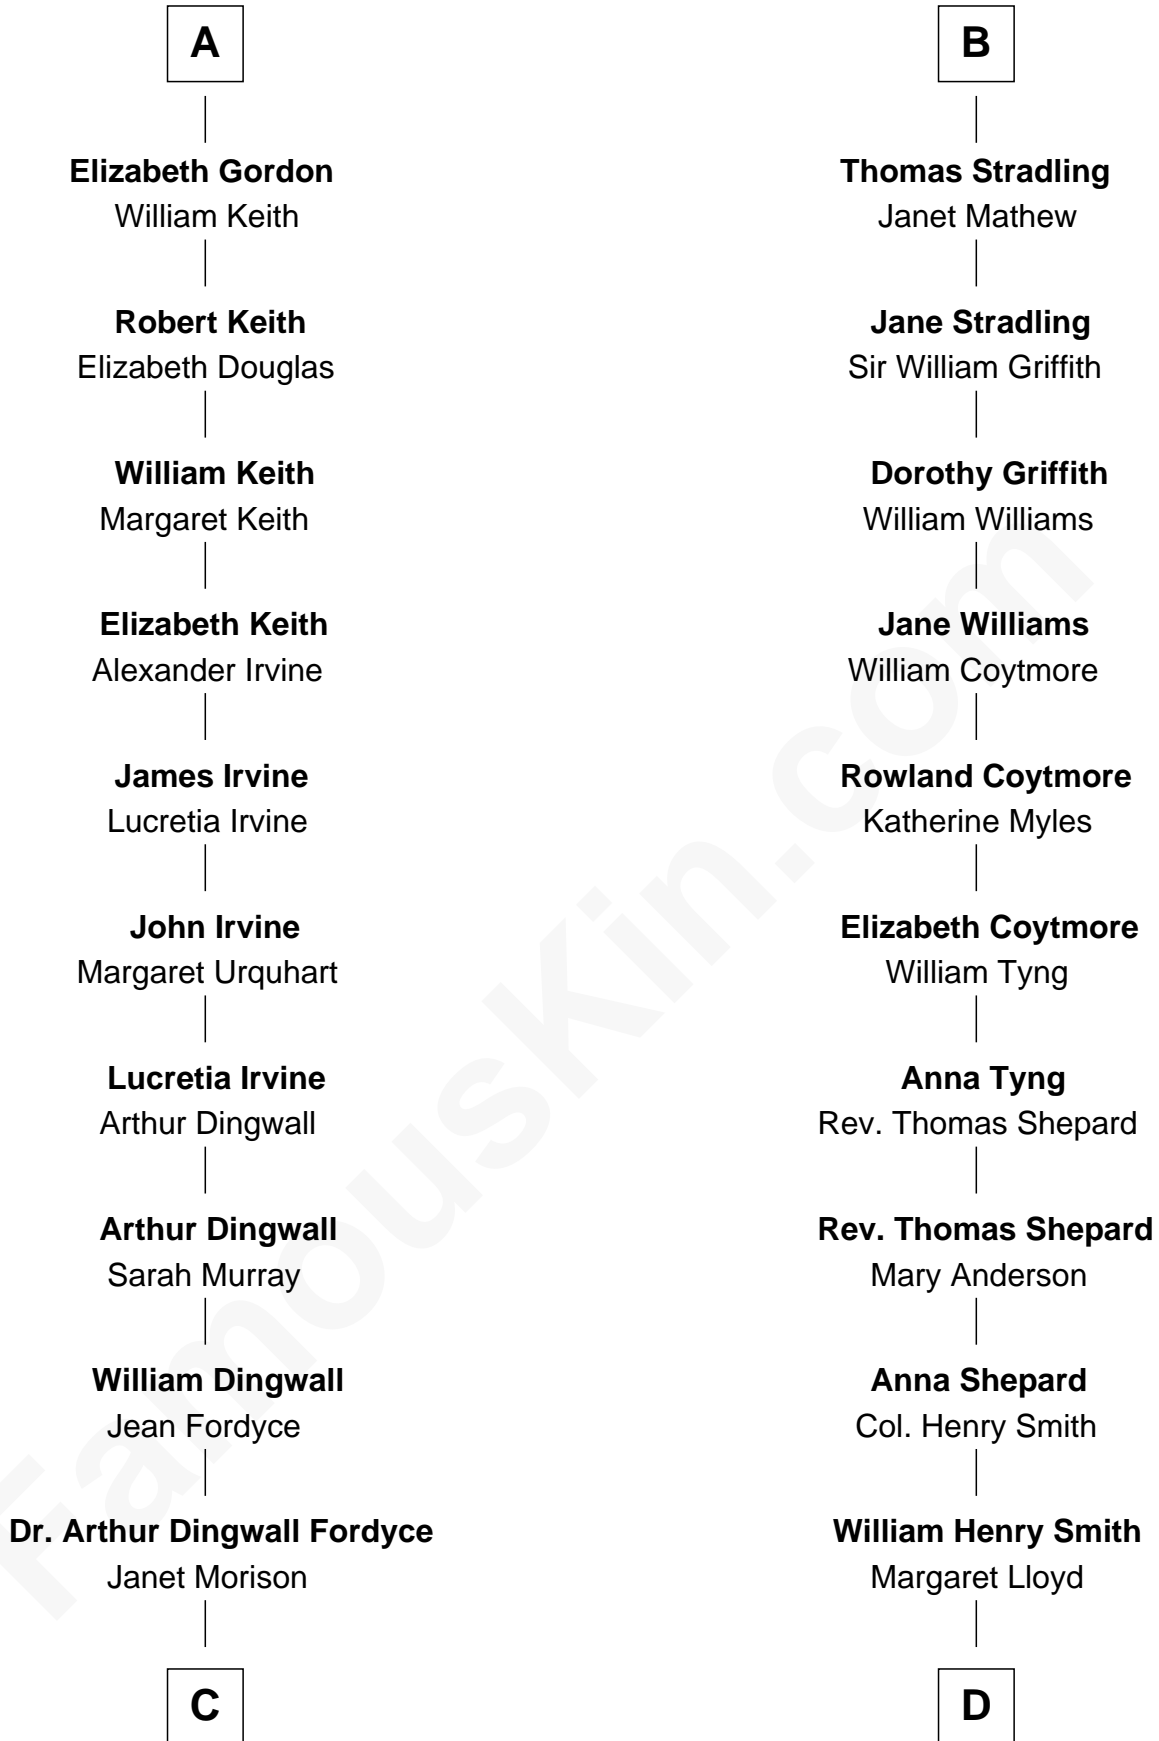 A
Elizabeth Gordon
William Keith
Robert Keith
Elizabeth Douglas
William Keith
Margaret Keith
Elizabeth Keith
Alexander Irvine
James Irvine
Lucretia Irvine
John Irvine
Margaret Urquhart
Lucretia Irvine
Arthur Dingwall
Arthur Dingwall
Sarah Murray
William Dingwall
Jean Fordyce
Dr. Arthur Dingwall Fordyce
Janet Morison
C
B
Thomas Stradling
Janet Mathew
Jane Stradling
Sir William Griffith
Dorothy Griffith
William Williams
Jane Williams
William Coytmore
Rowland Coytmore
Katherine Myles
Elizabeth Coytmore
William Tyng
Anna Tyng
Rev. Thomas Shepard
Rev. Thomas Shepard
Mary Anderson
Anna Shepard
Col. Henry Smith
William Henry Smith
Margaret Lloyd
D
FamousKin.com